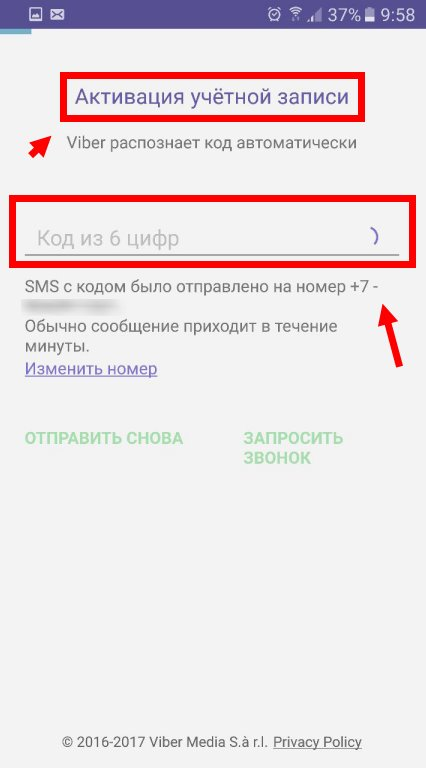 37% 9:58
Активация учётной записи
Viber распознает код автоматически
Код из 6 цифр
SMS с кодом было отправлено на номер +7 -
Обычно сообщение приходит в течение
минуты.
Изменить номер
ОТПРАВИТЬ СНОВА
ЗАПРОСИТЬ
ЗВОНОК
© 2016-2017 Viber Media S.à r.l. Privacy Policy